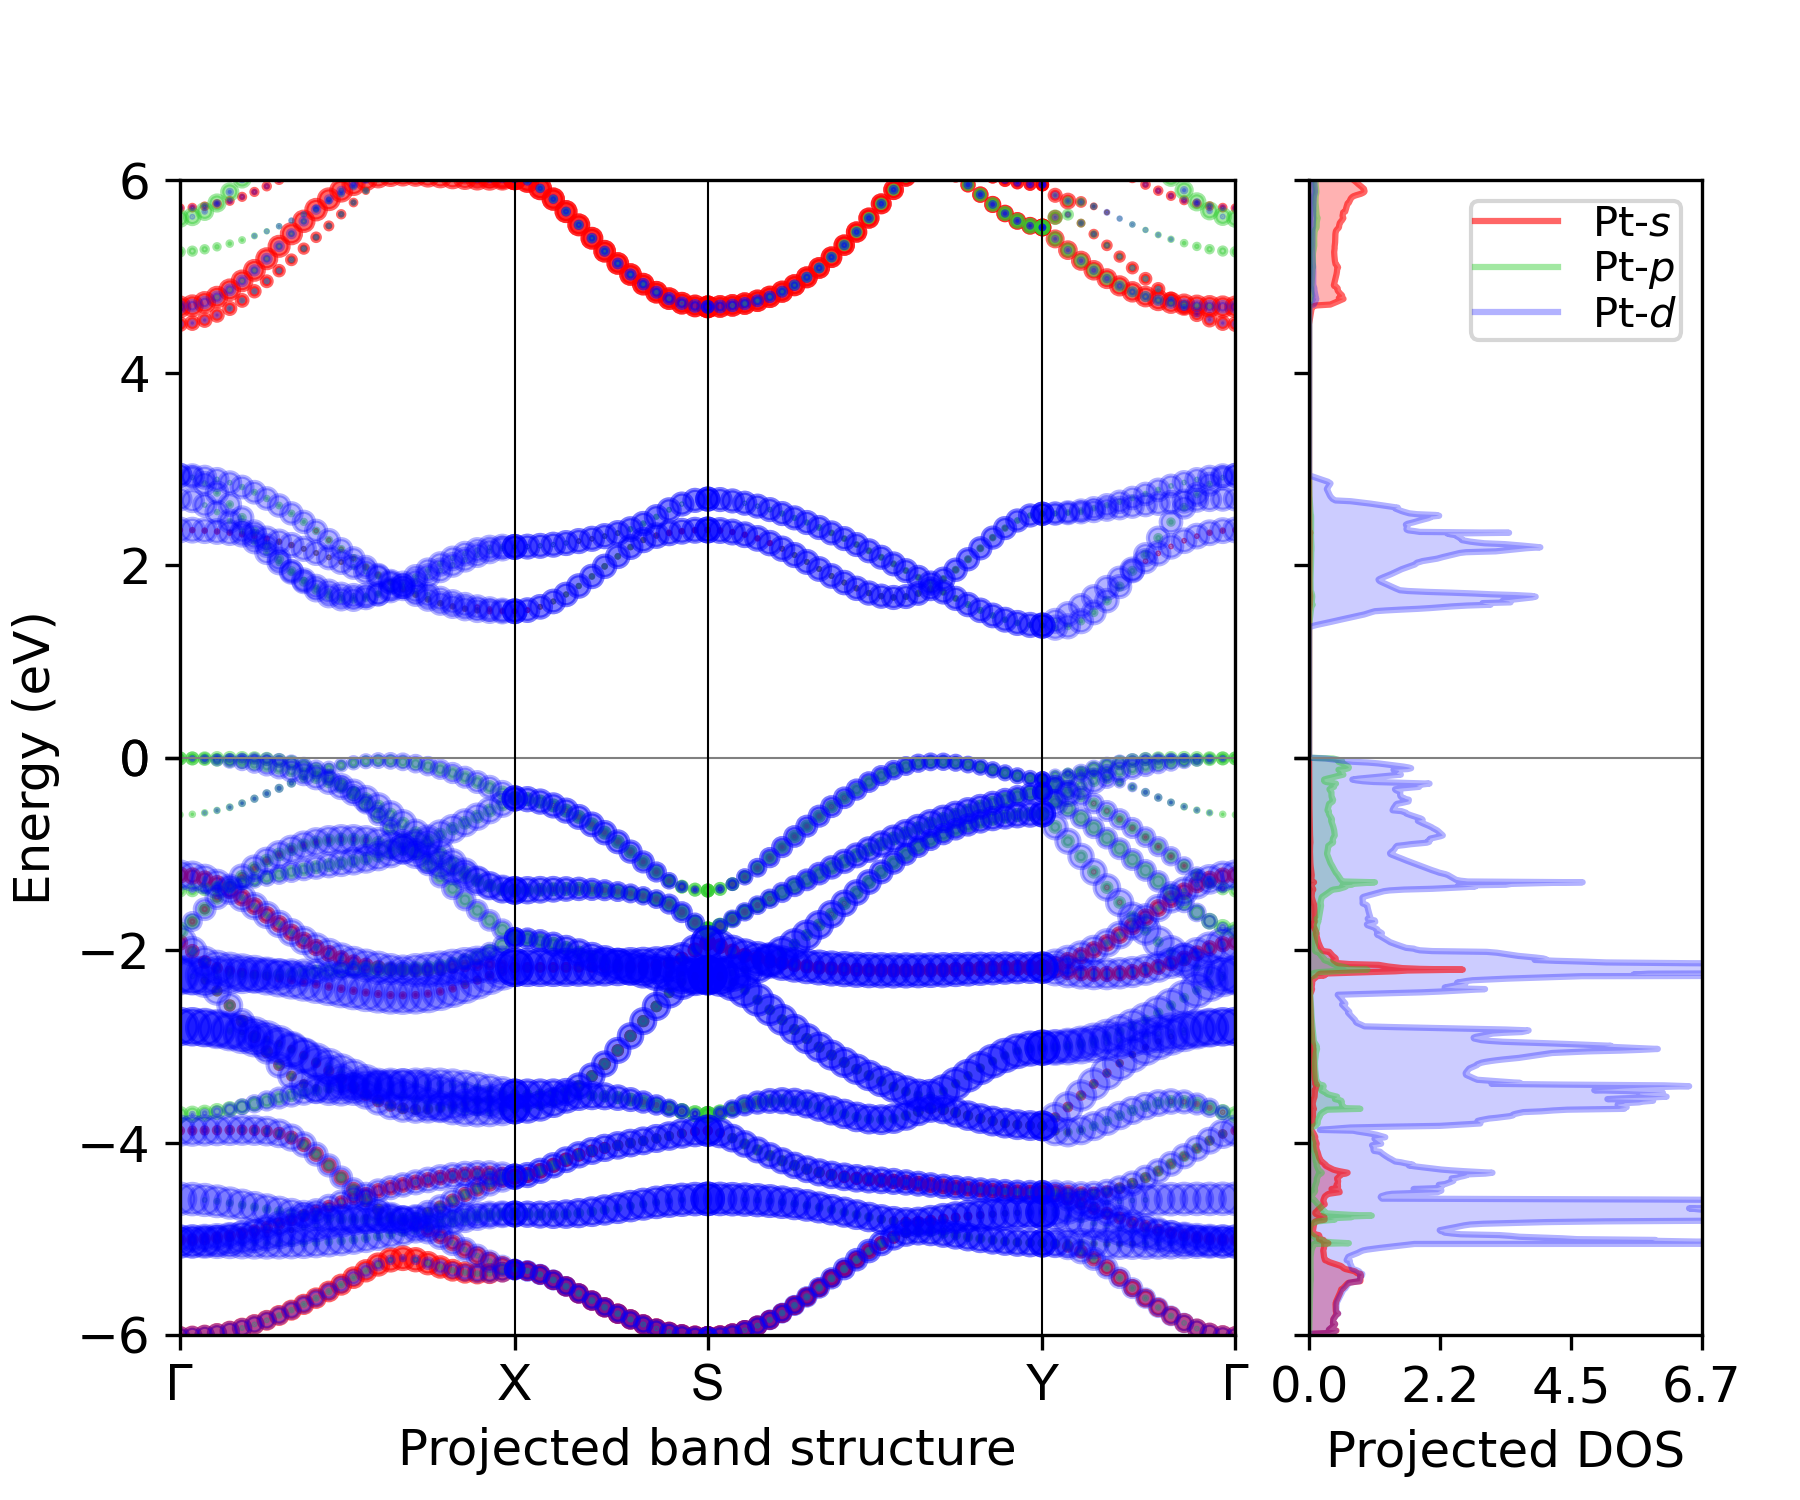 6
4
2
0
−2
−4
−6
Energy (eV)
Γ X S Y Γ
Projected band structure
Pt-s
Pt-p
Pt-d
0.0 2.2 4.5 6.7
Projected DOS